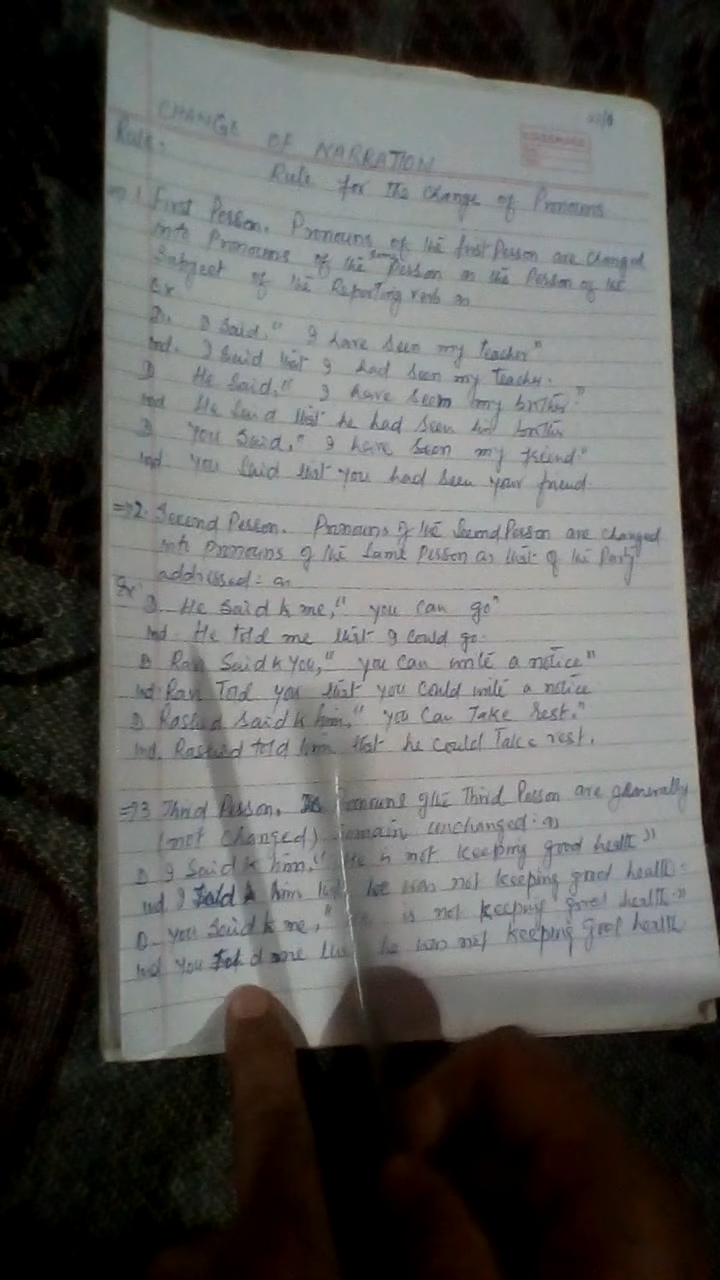 CHANGE OF NARRATION
Rule.
Rule for the change of Pronouns
1. First Person. Pronouns of the first Person are changed
into Pronouns of the same Person as the Person of the
Subject of the Reporting verb as
Ex
D. I said, "I have seen my teacher"
Ind. I said that I had seen my teacher.
D He said, "I have seen my brother"
Ind He said that he had seen his brother
D You said, "I have seen my friend"
Ind You said that you had seen your friend.
=> 2. Second Person. Pronouns of the Second Person are changed
into pronouns of the same person as that of the Party
addressed: as
Ex D. He said to me, "you can go"
Ind. He told me that I could go.
D Ram Said to you, "you can write a notice"
Ind. Ram Told you that you could write a notice
D Rashid said to him, "you can Take rest."
Ind. Rashid told him that he could Take rest.
=> 3 Thrid Person. Pronouns of the Thrid Person are generally
(not changed) remain unchanged: as
D I said to him, "He is not keeping good health"
Ind I told him that he was not keeping good health.
D. you said to me, " is not keeping good health."
Ind you told me he was not keeping good health